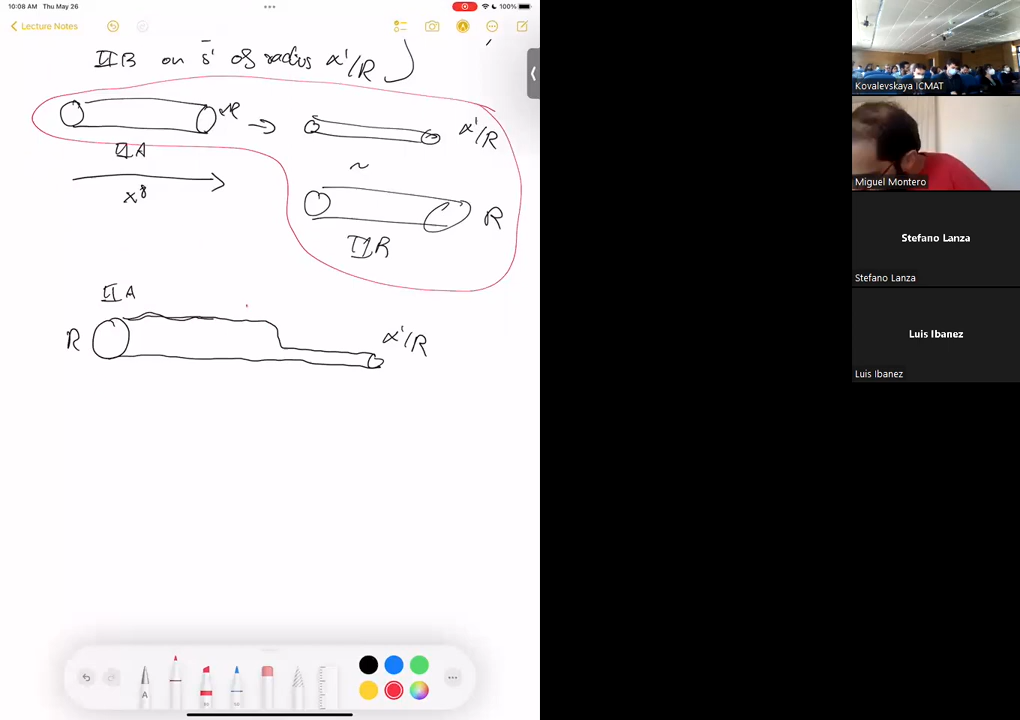 10:08 AM Thu May 26
100%
Lecture Notes
IIB on S¹ of radius α'/R
R
α'/R
IIA
~
x⁸
R
IIB
IIA
R
α'/R
A
Kovalevskaya ICMAT
Miguel Montero
Stefano Lanza
Stefano Lanza
Luis Ibanez
Luis Ibanez